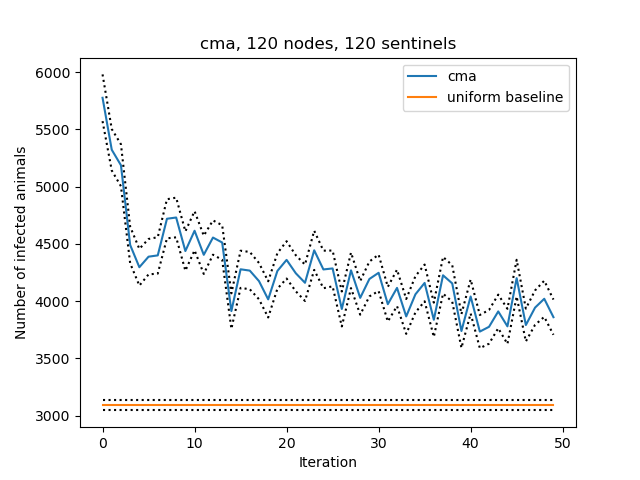 cma, 120 nodes, 120 sentinels
cma
uniform baseline
Number of infected animals
6000
5500
5000
4500
4000
3500
3000
0 10 20 30 40 50
Iteration